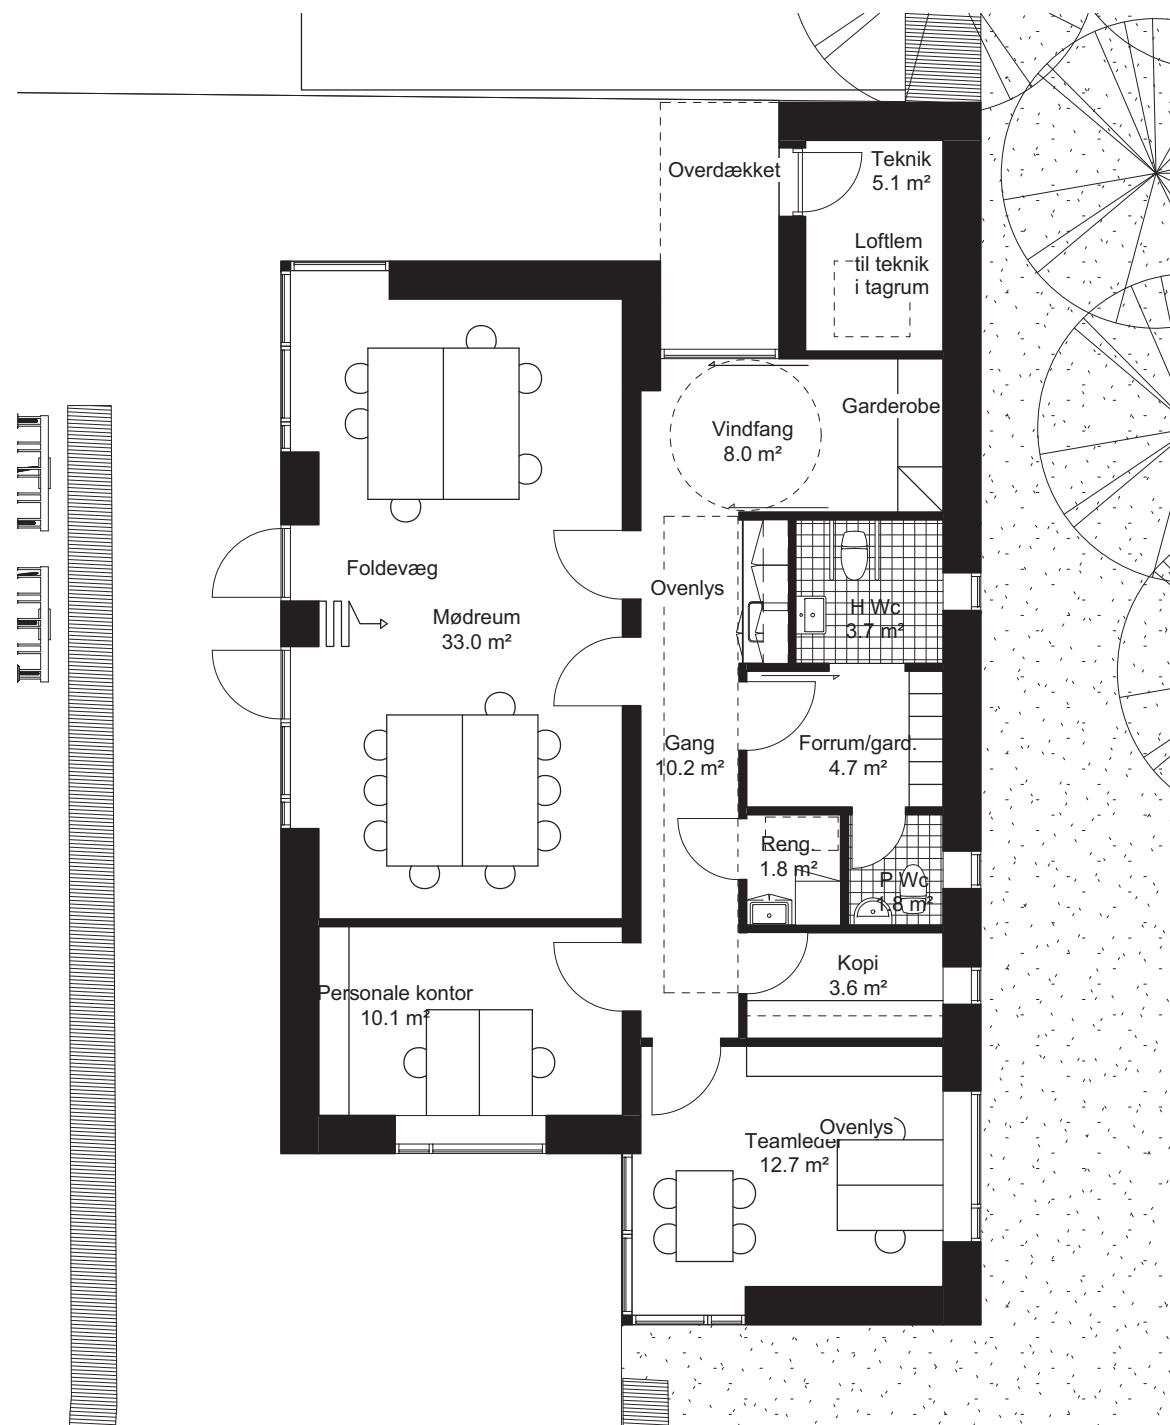 Overdækket
Teknik
5.1 m²
Loftlem
til teknik
i tagrum
Garderobe
Vindfang
8.0 m²
Foldevæg
Mødreum
33.0 m²
Ovenlys
H Wc
3.7 m²
Gang
10.2 m²
Forrum/gard.
4.7 m²
Reng.
1.8 m²
P Wc
1.8 m²
Personale kontor
10.1 m²
Kopi
3.6 m²
Ovenlys
Teamleder
12.7 m²